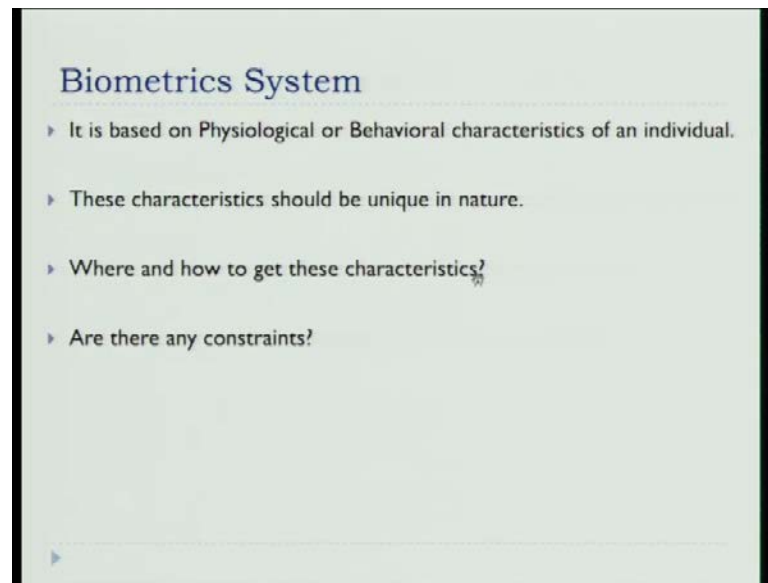 Biometrics System
It is based on Physiological or Behavioral characteristics of an individual.
These characteristics should be unique in nature.
Where and how to get these characteristics?
Are there any constraints?